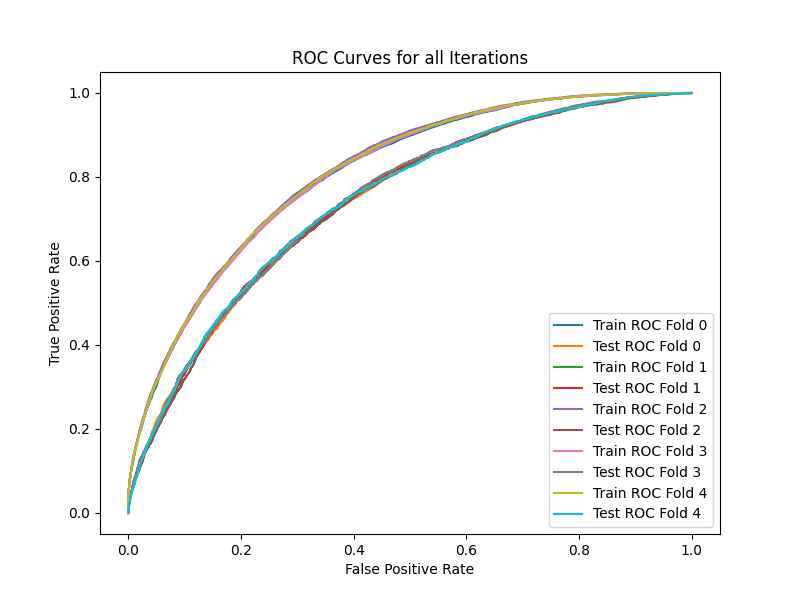 ROC Curves for all Iterations
True Positive Rate
1.0
0.8
0.6
0.4
0.2
0.0
Train ROC Fold 0
Test ROC Fold 0
Train ROC Fold 1
Test ROC Fold 1
Train ROC Fold 2
Test ROC Fold 2
Train ROC Fold 3
Test ROC Fold 3
Train ROC Fold 4
Test ROC Fold 4
0.0 0.2 0.4 0.6 0.8 1.0
False Positive Rate